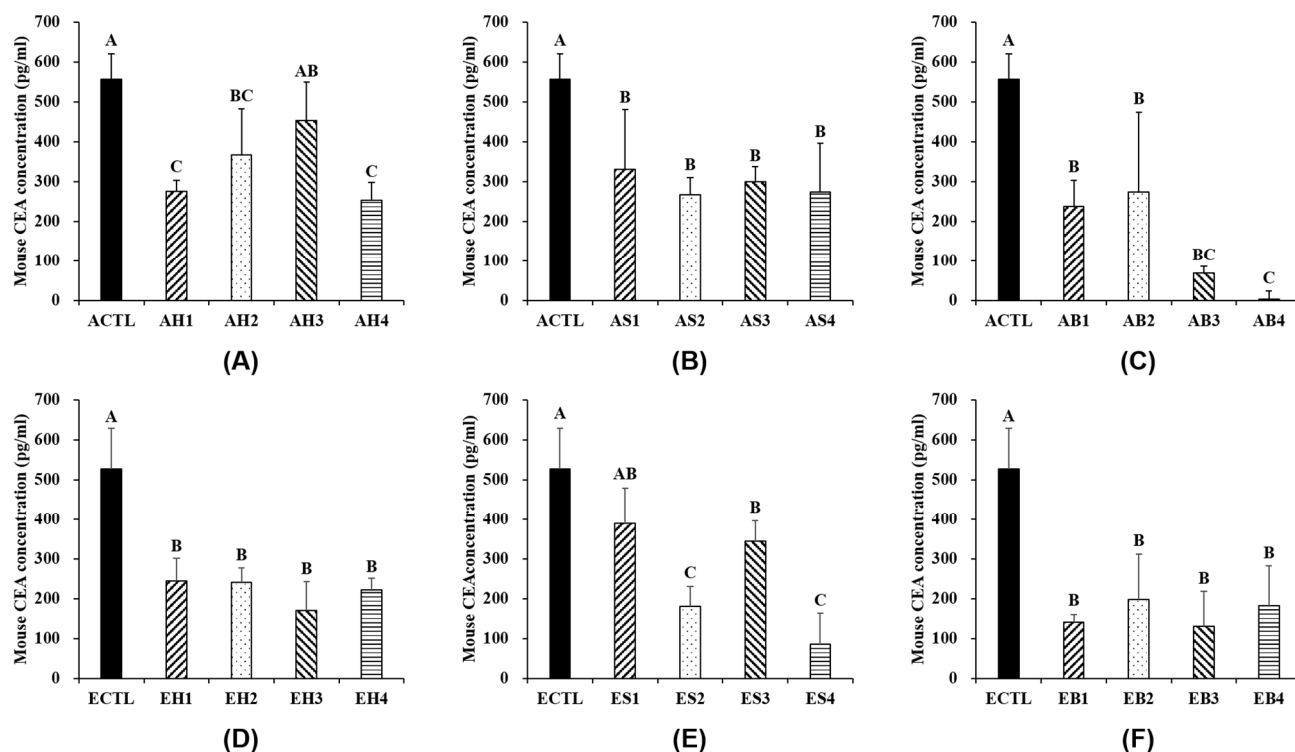 Mouse CEA concentration (pg/ml)
700
600
500
400
300
200
100
0
A
C
BC
AB
C
ACTL AH1 AH2 AH3 AH4
(A)
Mouse CEA concentration (pg/ml)
700
600
500
400
300
200
100
0
A
B
B
B
B
ACTL AS1 AS2 AS3 AS4
(B)
Mouse CEA concentration (pg/ml)
700
600
500
400
300
200
100
0
A
B
B
BC
C
ACTL AB1 AB2 AB3 AB4
(C)
Mouse CEA concentration (pg/ml)
700
600
500
400
300
200
100
0
A
B
B
B
B
ECTL EH1 EH2 EH3 EH4
(D)
Mouse CEAconcentration (pg/ml)
700
600
500
400
300
200
100
0
A
AB
C
B
C
ECTL ES1 ES2 ES3 ES4
(E)
Mouse CEA concentration (pg/ml)
700
600
500
400
300
200
100
0
A
B
B
B
B
ECTL EB1 EB2 EB3 EB4
(F)